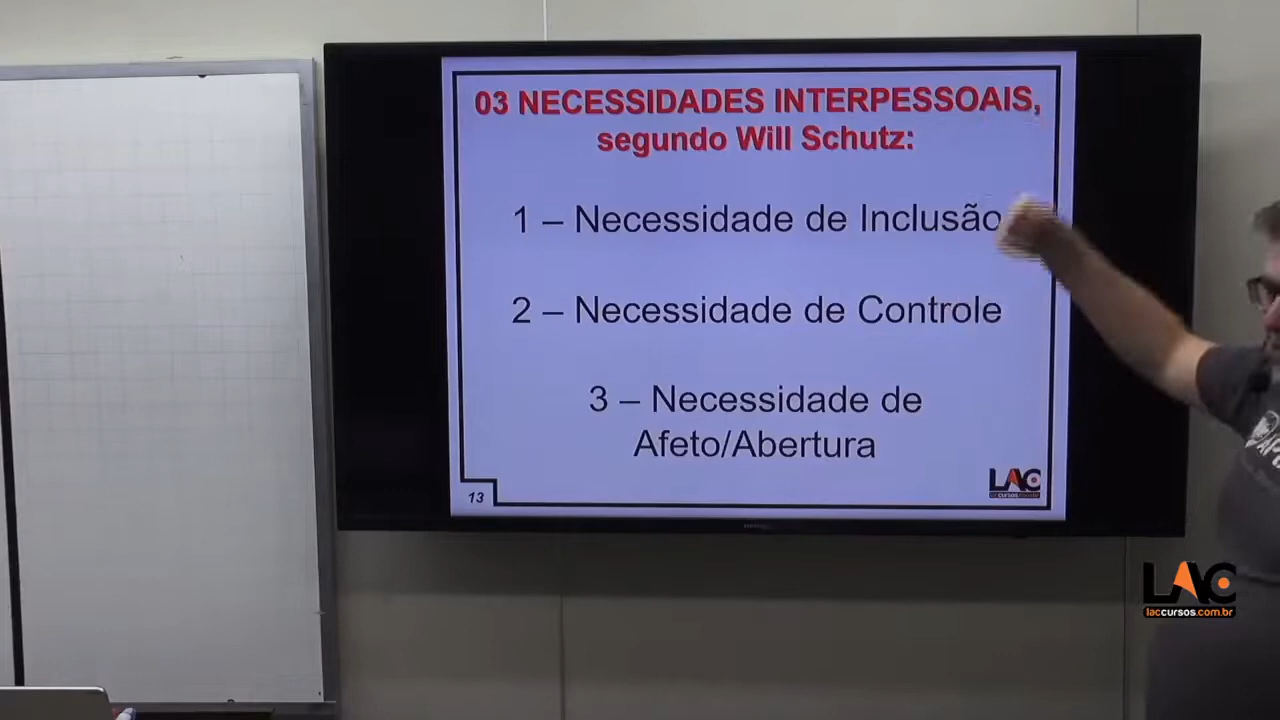 03 NECESSIDADES INTERPESSOAIS,
segundo Will Schutz:
1 – Necessidade de Inclusão
2 – Necessidade de Controle
3 – Necessidade de
Afeto/Abertura
13
LAC
LAC
laccursos.com.br